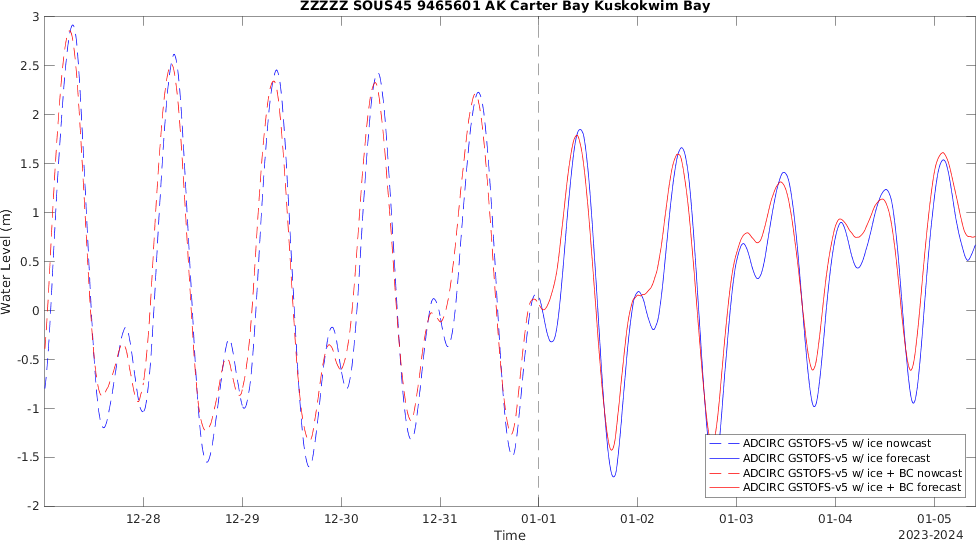 ZZZZZ SOUS45 9465601 AK Carter Bay Kuskokwim Bay
3
2.5
2
1.5
1
0.5
0
-0.5
-1
-1.5
-2
Water Level (m)
ADCIRC GSTOFS-v5 w/ ice nowcast
ADCIRC GSTOFS-v5 w/ ice forecast
ADCIRC GSTOFS-v5 w/ ice + BC nowcast
ADCIRC GSTOFS-v5 w/ ice + BC forecast
12-28 12-29 12-30 12-31 01-01 01-02 01-03 01-04 01-05
Time
2023-2024